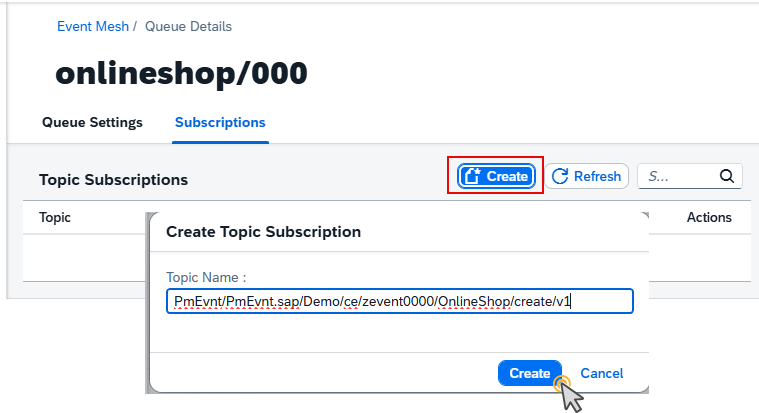 Event Mesh / Queue Details
onlineshop/000
Queue Settings Subscriptions
Topic Subscriptions Create Refresh S...
Topic Actions
Create Topic Subscription
Topic Name :
PmEvnt/PmEvnt.sap/Demo/ce/zevent0000/OnlineShop/create/v1
Create Cancel